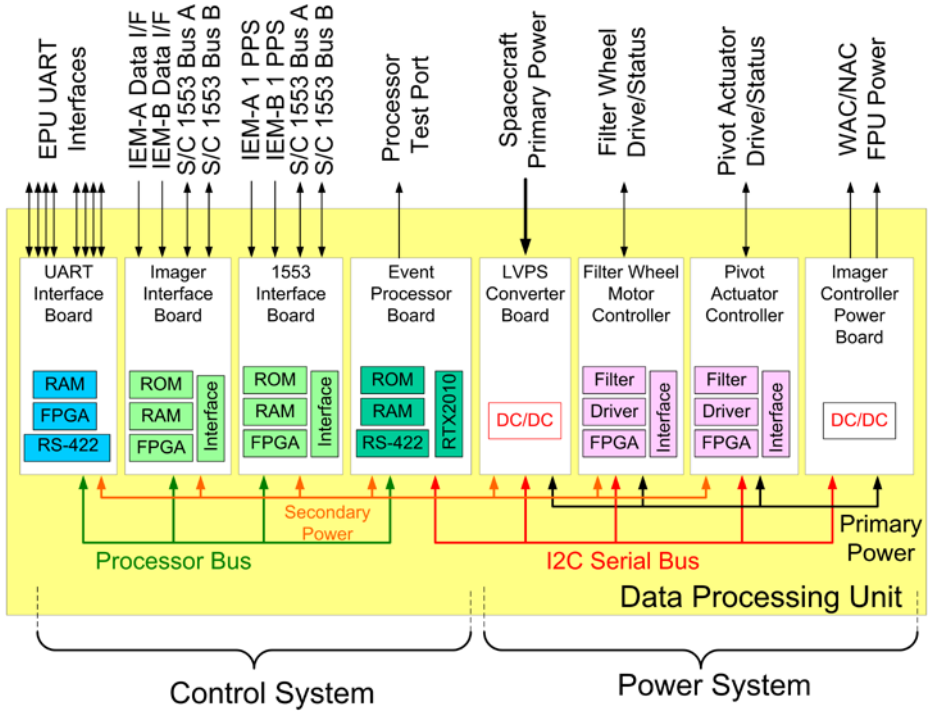 EPU UART
Interfaces
IEM-A Data I/F
IEM-B Data I/F
S/C 1553 Bus A
S/C 1553 Bus B
IEM-A 1 PPS
IEM-B 1 PPS
S/C 1553 Bus A
S/C 1553 Bus B
Processor
Test Port
Spacecraft
Primary Power
Filter Wheel
Drive/Status
Pivot Actuator
Drive/Status
WAC/NAC
FPU Power
UART
Interface
Board
RAM
FPGA
RS-422
Imager
Interface
Board
ROM
RAM
FPGA
Interface
1553
Interface
Board
ROM
RAM
FPGA
Interface
Event
Processor
Board
ROM
RAM
RS-422
RTX2010
LVPS
Converter
Board
DC/DC
Filter Wheel
Motor
Controller
Filter
Driver
FPGA
Interface
Pivot
Actuator
Controller
Filter
Driver
FPGA
Interface
Imager
Controller
Power
Board
DC/DC
Secondary
Power
Processor Bus
I2C Serial Bus
Primary
Power
Data Processing Unit
Control System
Power System